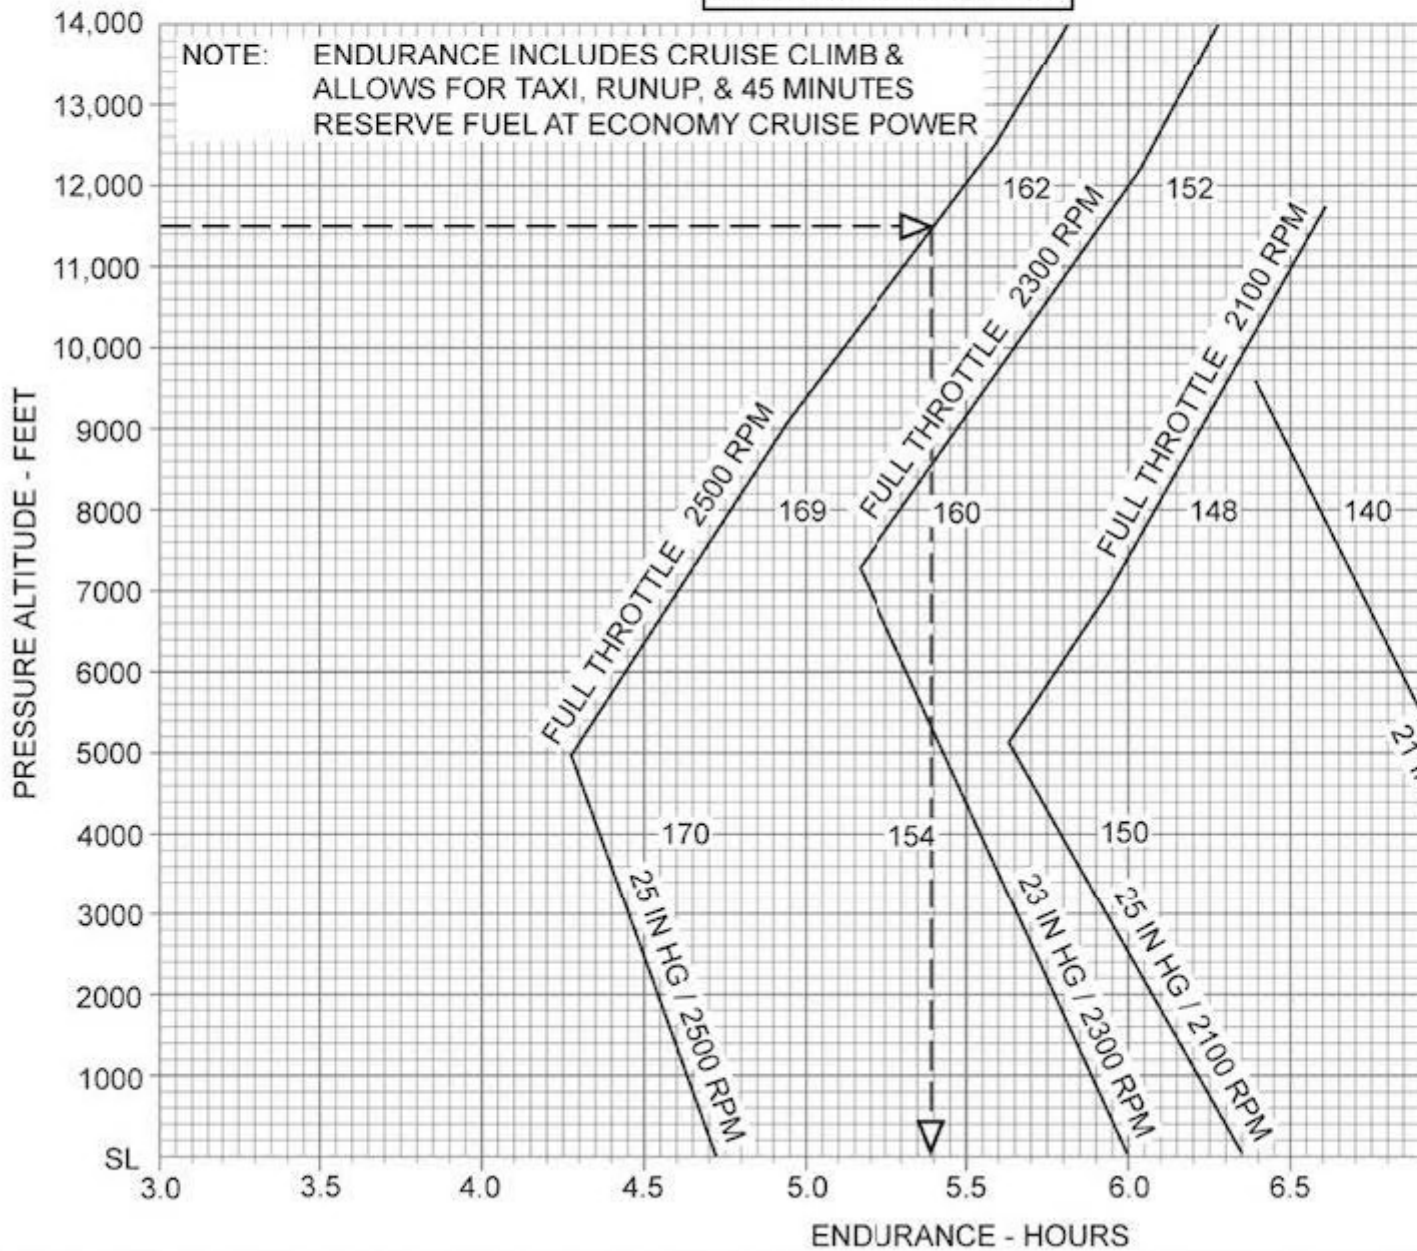 14,000
NOTE: ENDURANCE INCLUDES CRUISE CLIMB &
ALLOWS FOR TAXI, RUNUP, & 45 MINUTES
RESERVE FUEL AT ECONOMY CRUISE POWER
13,000
12,000
11,000
10,000
9000
8000
7000
6000
5000
4000
3000
2000
1000
SL
PRESSURE ALTITUDE - FEET
162
152
169
160
148
140
170
154
150
FULL THROTTLE 2500 RPM
FULL THROTTLE 2300 RPM
FULL THROTTLE 2100 RPM
25 IN HG / 2500 RPM
23 IN HG / 2300 RPM
25 IN HG / 2100 RPM
21
3.0 3.5 4.0 4.5 5.0 5.5 6.0 6.5
ENDURANCE - HOURS